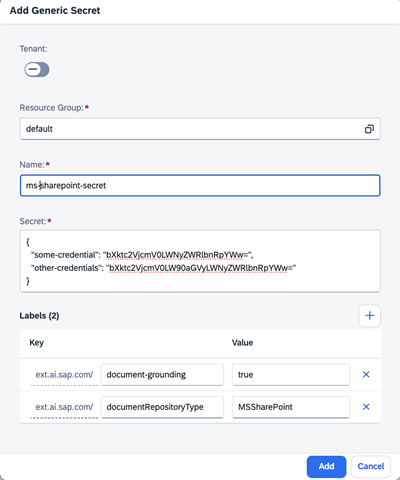 Add Generic Secret
Tenant:
Resource Group:*
default
Name:*
ms-sharepoint-secret
Secret:*
{
"some-credential": "bXktc2VjcmV0LWNyZWRlbnRpYWw=",
"other-credentials": "bXktc2VjcmV0LW90aGVyLWNyZWRlbnRpYWw="
}
Labels (2)
Key Value
ext.ai.sap.com/ document-grounding true
ext.ai.sap.com/ documentRepositoryType MSSharePoint
Add Cancel